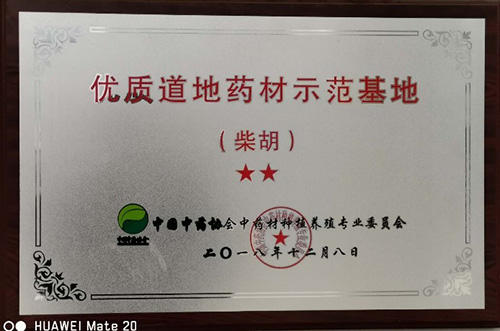 优质道地药材示范基地
（柴胡）
★★
中国中药协会中药材种植养殖专业委员会
二〇一八年十二月八日
HUAWEI Mate 20